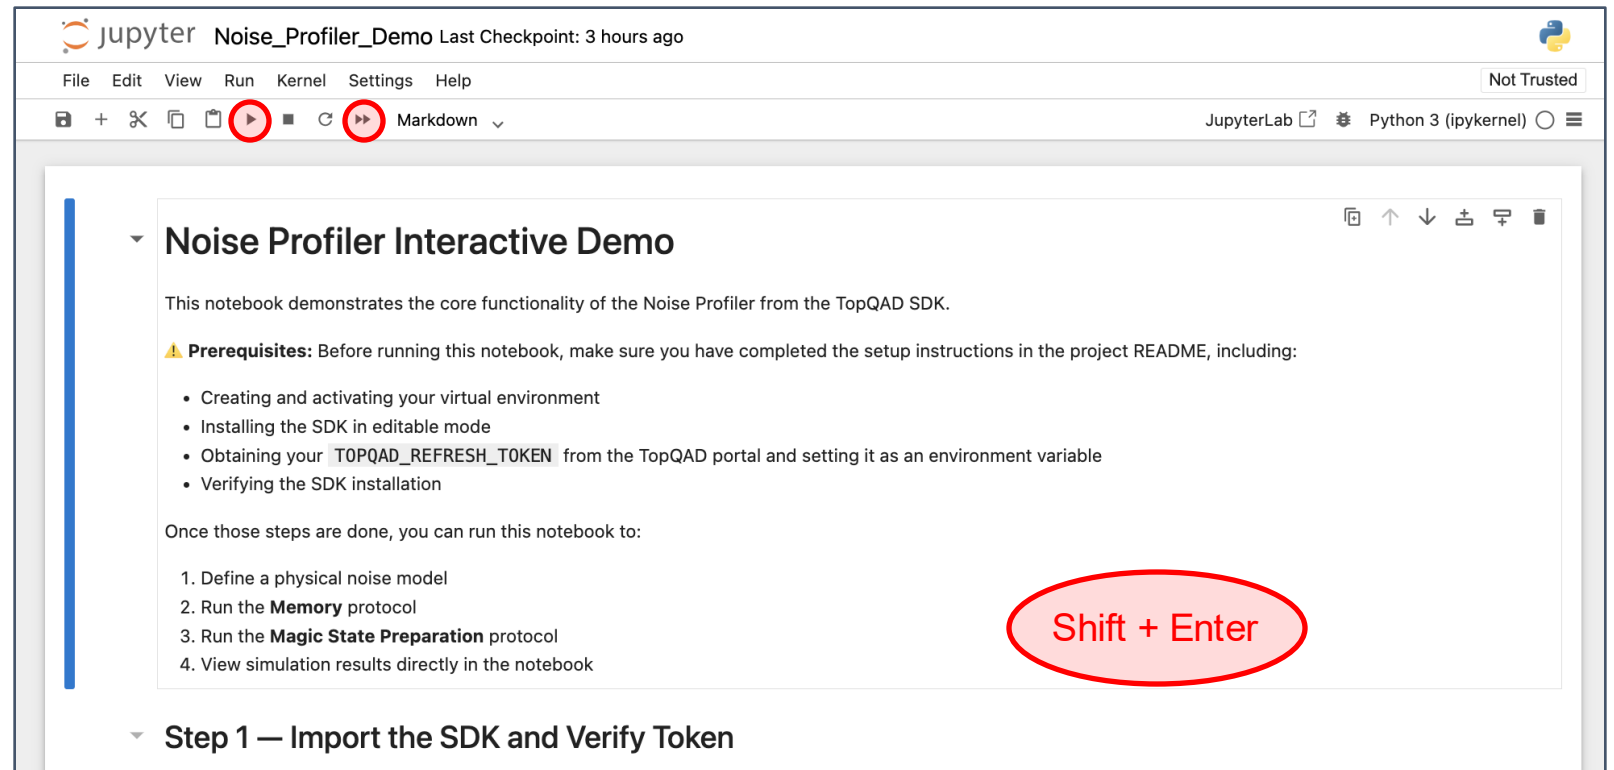 jupyter Noise_Profiler_Demo Last Checkpoint: 3 hours ago
File Edit View Run Kernel Settings Help Not Trusted
Markdown JupyterLab Python 3 (ipykernel)
Noise Profiler Interactive Demo
This notebook demonstrates the core functionality of the Noise Profiler from the TopQAD SDK.
⚠️ Prerequisites: Before running this notebook, make sure you have completed the setup instructions in the project README, including:
• Creating and activating your virtual environment
• Installing the SDK in editable mode
• Obtaining your TOPQAD_REFRESH_TOKEN from the TopQAD portal and setting it as an environment variable
• Verifying the SDK installation
Once those steps are done, you can run this notebook to:
1. Define a physical noise model
2. Run the Memory protocol
3. Run the Magic State Preparation protocol
4. View simulation results directly in the notebook
Shift + Enter
Step 1 — Import the SDK and Verify Token